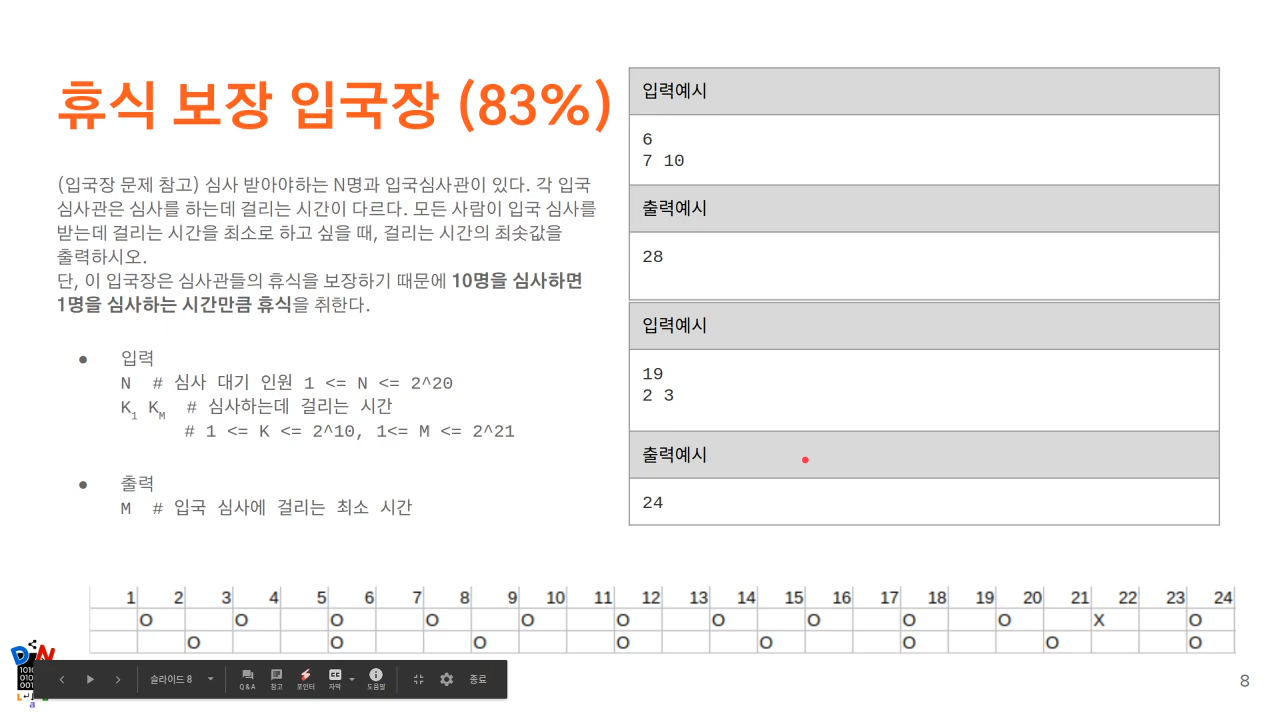 휴식 보장 입국장 (83%)
(입국장 문제 참고) 심사 받아야하는 N명과 입국심사관이 있다. 각 입국
심사관은 심사를 하는데 걸리는 시간이 다르다. 모든 사람이 입국 심사를
받는데 걸리는 시간을 최소로 하고 싶을 때, 걸리는 시간의 최솟값을
출력하시오.
단, 이 입국장은 심사관들의 휴식을 보장하기 때문에 10명을 심사하면
1명을 심사하는 시간만큼 휴식을 취한다.
● 입력
N # 심사 대기 인원 1 <= N <= 2^20
K1 KM # 심사하는데 걸리는 시간
# 1 <= K <= 2^10, 1<= M <= 2^21
● 출력
M # 입국 심사에 걸리는 최소 시간
입력예시
6
7 10
출력예시
28
입력예시
19
2 3
출력예시
24
1 2 3 4 5 6 7 8 9 10 11 12 13 14 15 16 17 18 19 20 21 22 23 24
O O O O O O O O O O X O
O O O O O O O O
슬라이드 8 Q&A 참고 포인터 자막 도움말 종료
8